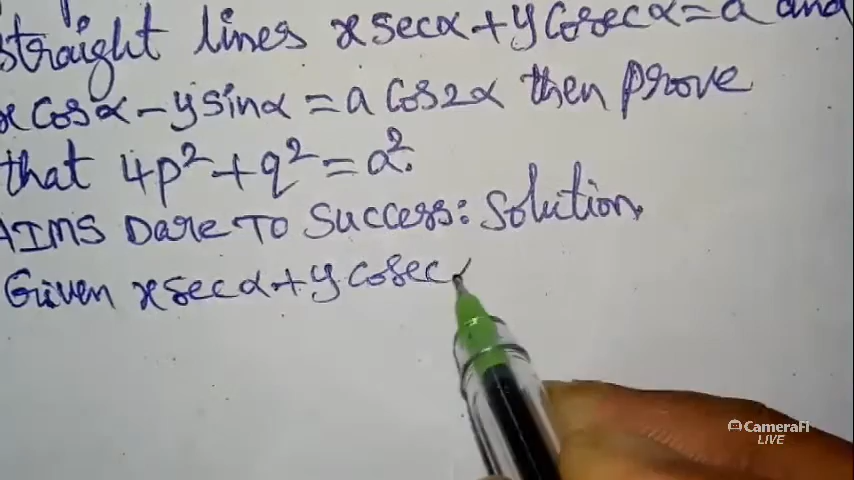 straight lines x secα + y Cosecα = a and
x Cosα - y sinα = a Cos2α then prove
that 4p² + q² = a².
AIMS DARE TO SUCCESS: Solution.
Given x secα + y cosec
CameraFI
LIVE